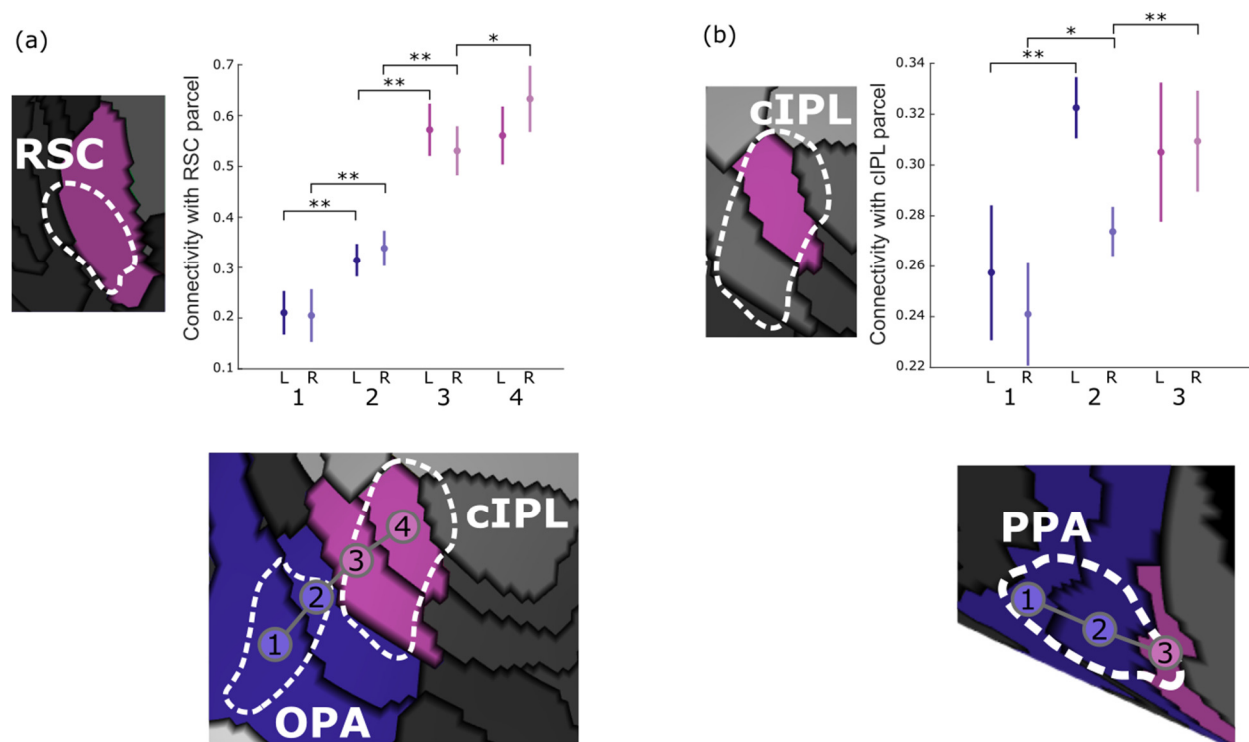 (a)
RSC
Connectivity with RSC parcel
0.7
0.6
0.5
0.4
0.3
0.2
0.1
** ** ** ** ** *
L R L R L R L R
1 2 3 4
cIPL
4
3
2
1
OPA
(b)
cIPL
Connectivity with cIPL parcel
0.34
0.32
0.30
0.28
0.26
0.24
0.22
** * **
L R L R L R
1 2 3
PPA
1
2
3